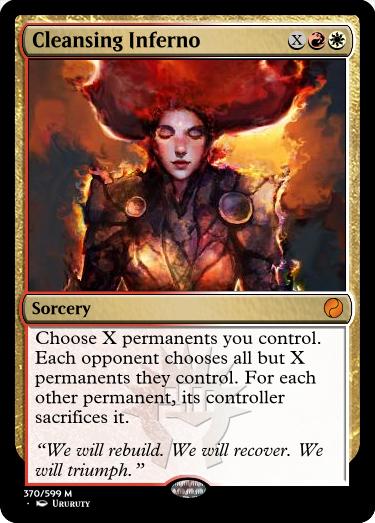 Cleansing Inferno X R W
Sorcery
Choose X permanents you control.
Each opponent chooses all but X
permanents they control. For each
other permanent, its controller
sacrifices it.
“We will rebuild. We will recover. We
will triumph.”
370/599 M
· Ururuty